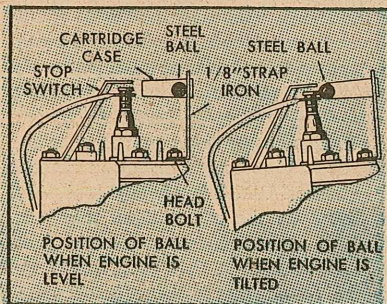 CARTRIDGE
CASE
STEEL
BALL
STOP
SWITCH
1/8" STRAP
IRON
HEAD
BOLT
POSITION OF BALL
WHEN ENGINE IS
LEVEL
STEEL BALL
POSITION OF BALL
WHEN ENGINE IS
TILTED